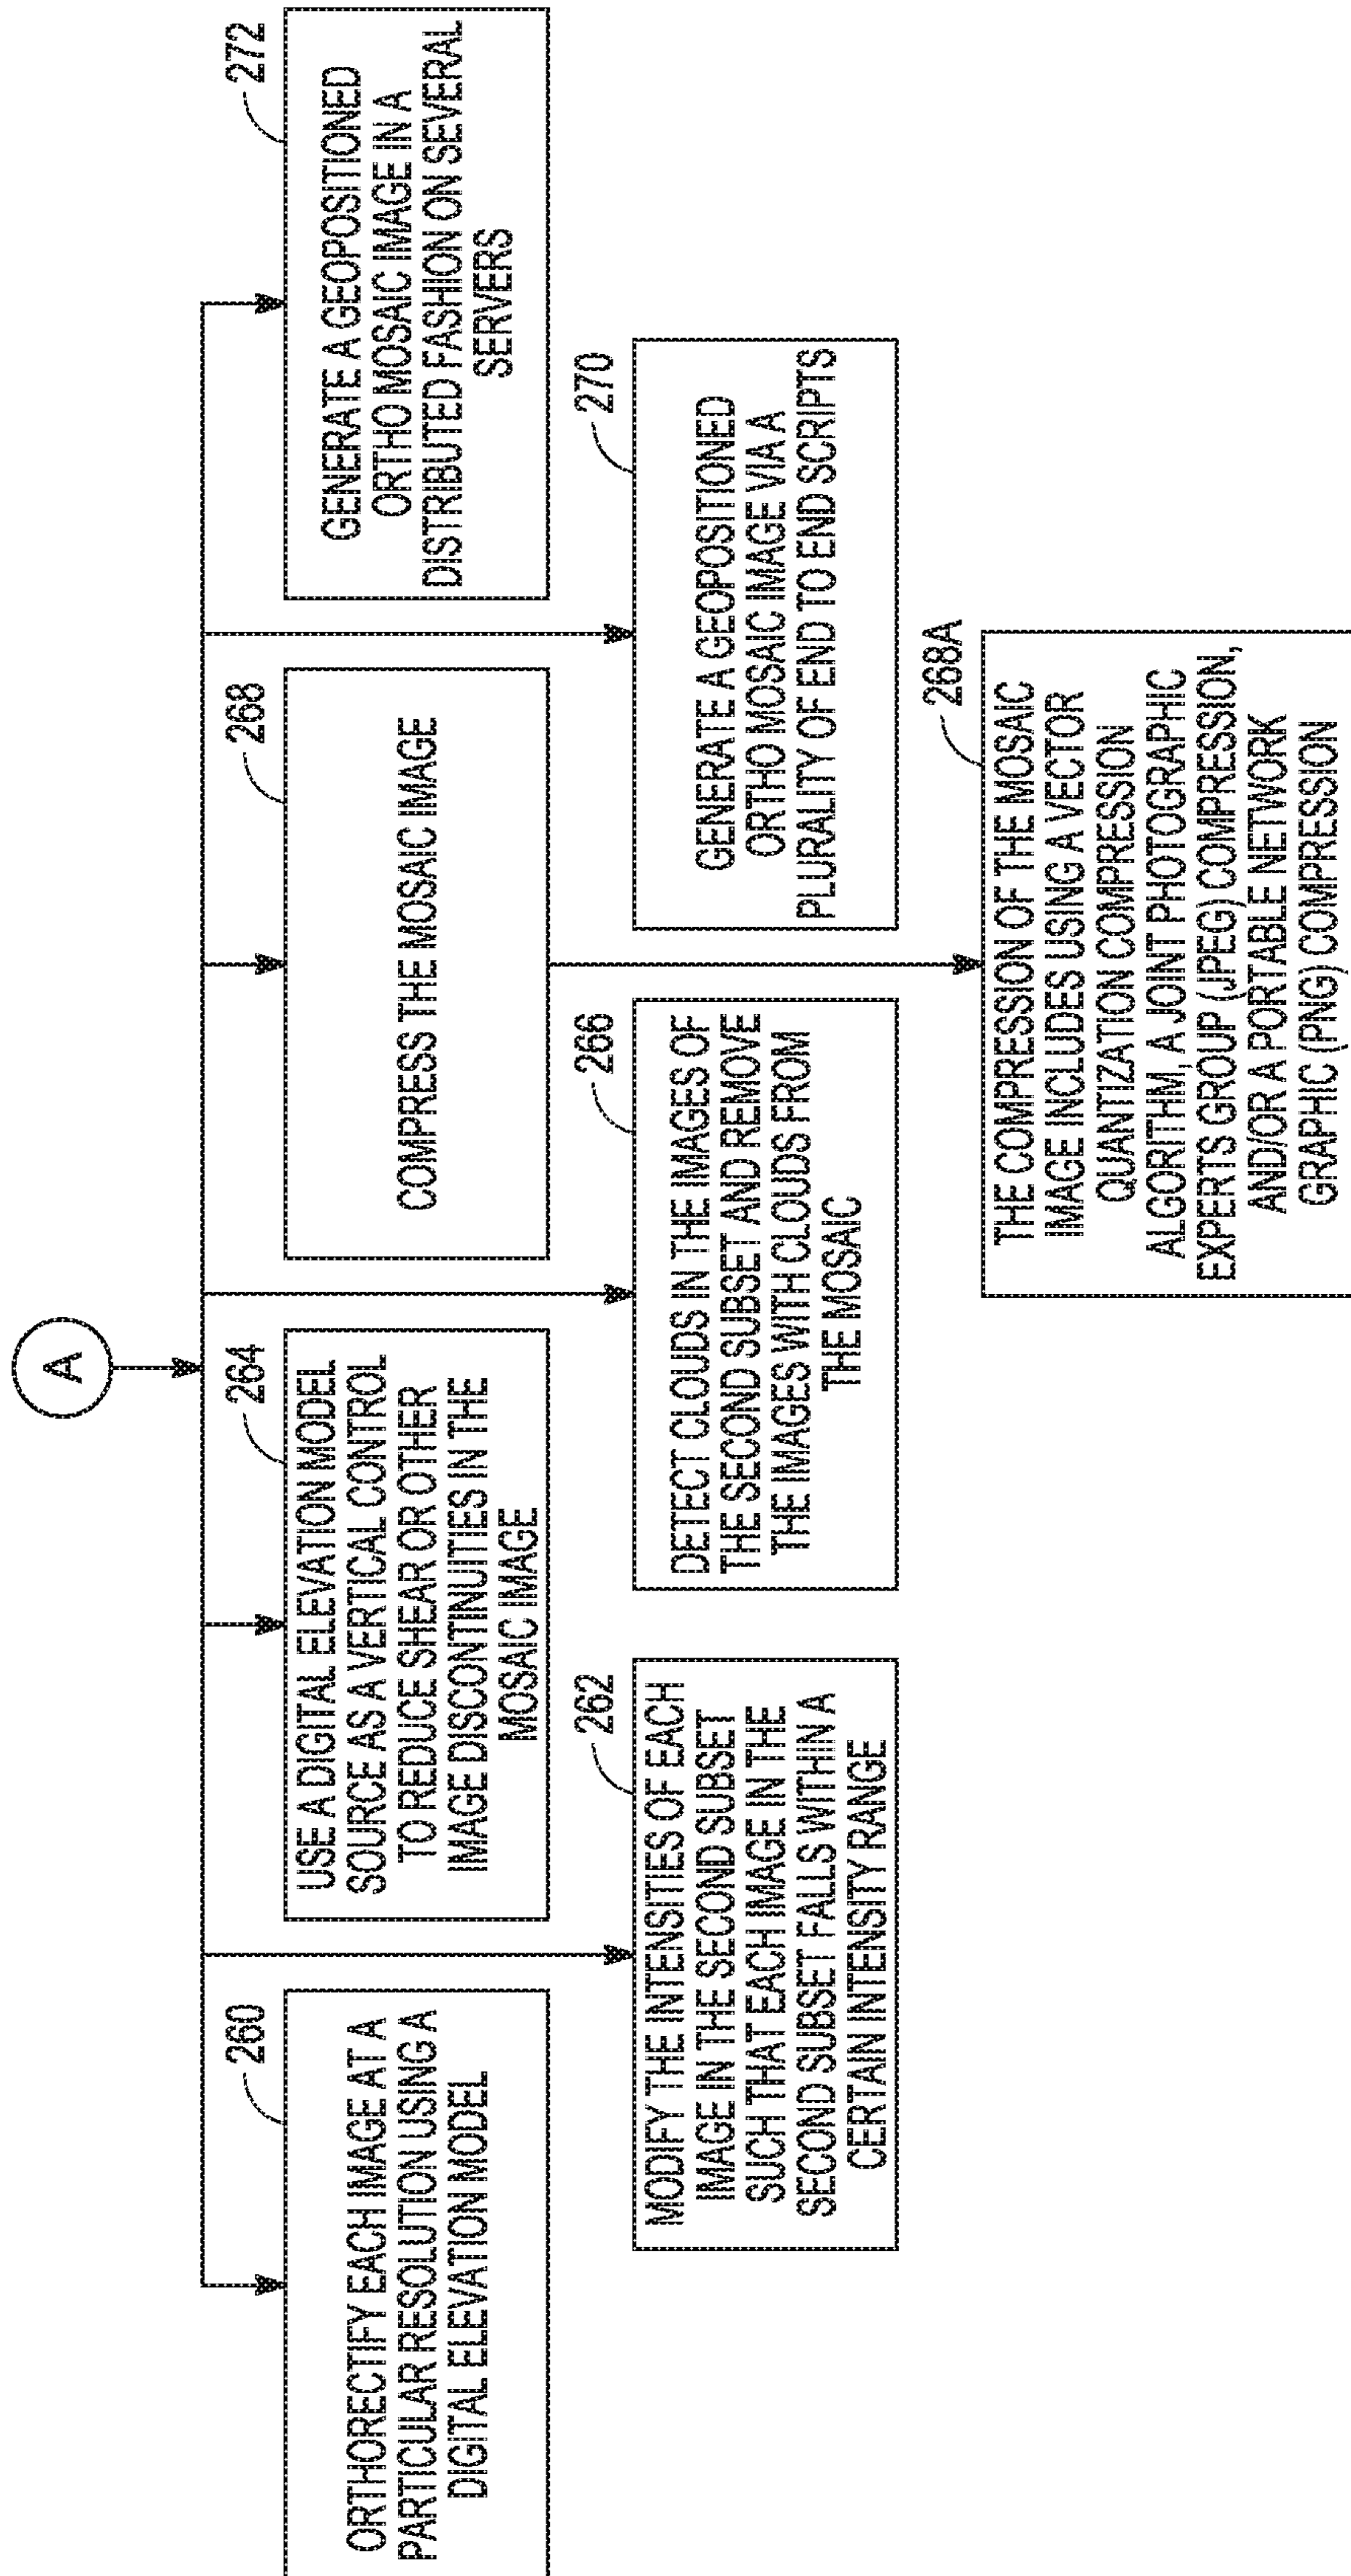 A
260
ORTHORECTIFY EACH IMAGE AT A
PARTICULAR RESOLUTION USING A
DIGITAL ELEVATION MODEL
262
MODIFY THE INTENSITIES OF EACH
IMAGE IN THE SECOND SUBSET
SUCH THAT EACH IMAGE IN THE
SECOND SUBSET FALLS WITHIN A
CERTAIN INTENSITY RANGE
264
USE A DIGITAL ELEVATION MODEL
SOURCE AS A VERTICAL CONTROL
TO REDUCE SHEAR OR OTHER
IMAGE DISCONTINUITIES IN THE
MOSAIC IMAGE
266
DETECT CLOUDS IN THE IMAGES OF
THE SECOND SUBSET AND REMOVE
THE IMAGES WITH CLOUDS FROM
THE MOSAIC
268
COMPRESS THE MOSAIC IMAGE
268A
THE COMPRESSION OF THE MOSAIC
IMAGE INCLUDES USING A VECTOR
QUANTIZATION COMPRESSION
ALGORITHM, A JOINT PHOTOGRAPHIC
EXPERTS GROUP (JPEG) COMPRESSION,
AND/OR A PORTABLE NETWORK
GRAPHIC (PNG) COMPRESSION
270
GENERATE A GEOPOSITIONED
ORTHO MOSAIC IMAGE VIA A
PLURALITY OF END TO END SCRIPTS
272
GENERATE A GEOPOSITIONED
ORTHO MOSAIC IMAGE IN A
DISTRIBUTED FASHION ON SEVERAL
SERVERS